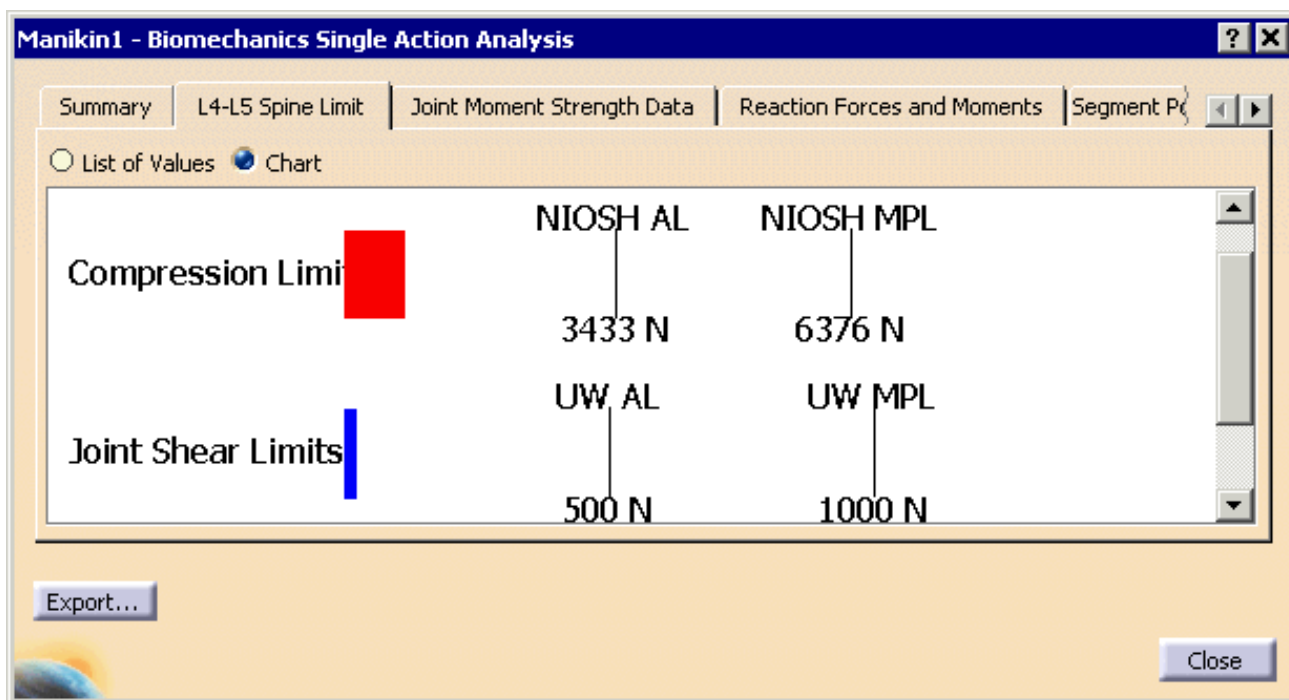 Manikin1 - Biomechanics Single Action Analysis ? X
Summary L4-L5 Spine Limit Joint Moment Strength Data Reaction Forces and Moments Segment
List of Values Chart
NIOSH AL NIOSH MPL
Compression Limi
3433 N 6376 N
UW AL UW MPL
Joint Shear Limits
500 N 1000 N
Export...
Close